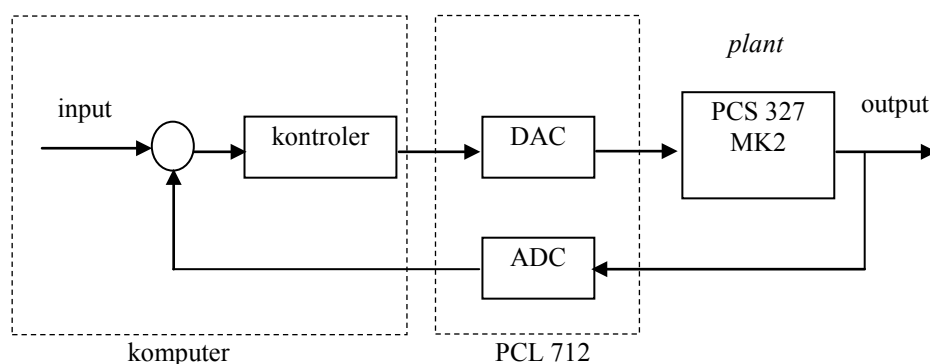 plant
input
kontroler
DAC
PCS 327
MK2
output
ADC
komputer
PCL 712